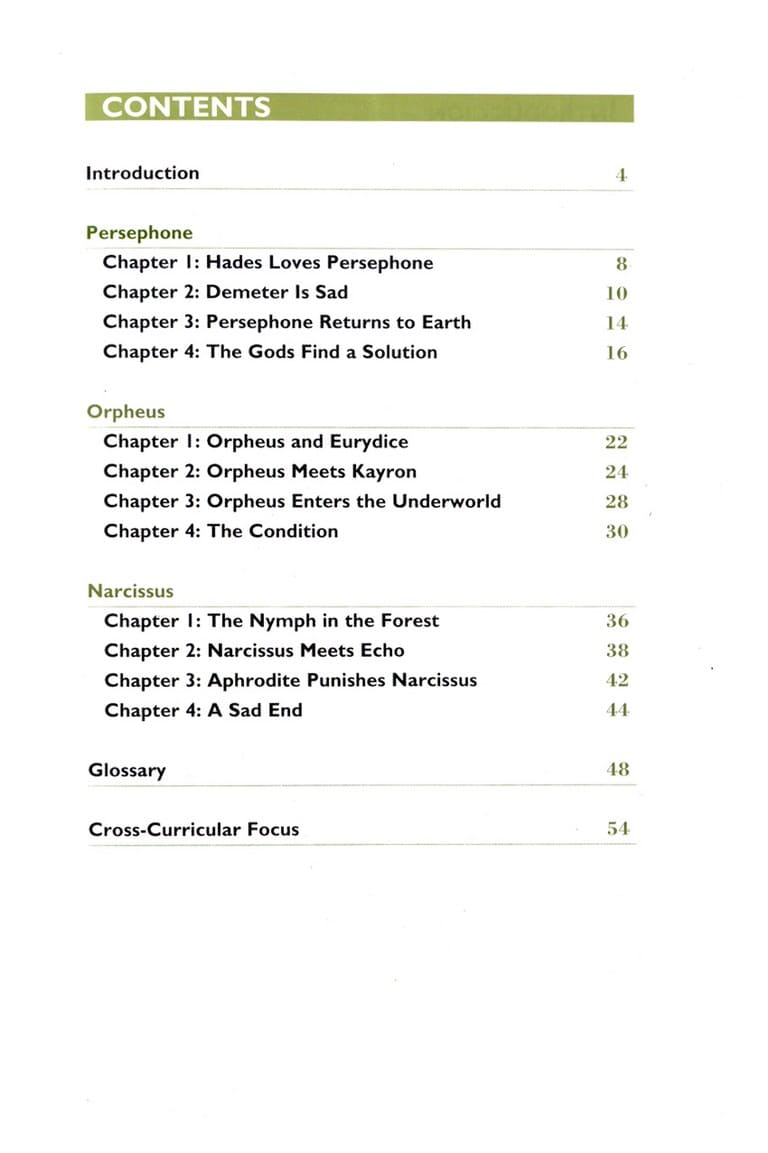 CONTENTS
Introduction 4
Persephone
Chapter 1: Hades Loves Persephone 8
Chapter 2: Demeter Is Sad 10
Chapter 3: Persephone Returns to Earth 14
Chapter 4: The Gods Find a Solution 16
Orpheus
Chapter 1: Orpheus and Eurydice 22
Chapter 2: Orpheus Meets Kayron 24
Chapter 3: Orpheus Enters the Underworld 28
Chapter 4: The Condition 30
Narcissus
Chapter 1: The Nymph in the Forest 36
Chapter 2: Narcissus Meets Echo 38
Chapter 3: Aphrodite Punishes Narcissus 42
Chapter 4: A Sad End 44
Glossary 48
Cross-Curricular Focus 54